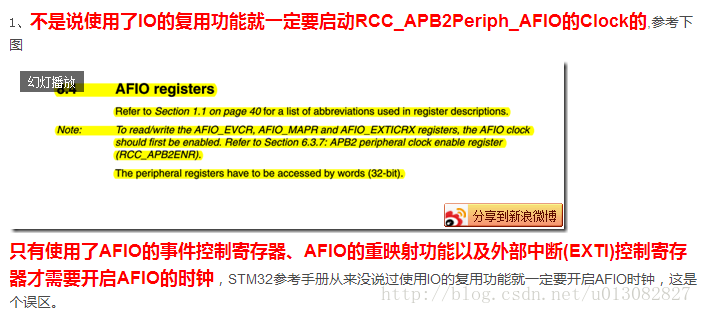 1、不是说使用了IO的复用功能就一定要启动RCC_APB2Periph_AFIO的Clock的,参考下
图
幻灯播放
AFIO registers
Refer to Section 1.1 on page 40 for a list of abbreviations used in register descriptions.
Note: To read/write the AFIO_EVCR, AFIO_MAPR and AFIO_EXTICRX registers, the AFIO clock
should first be enabled. Refer to Section 6.3.7: APB2 peripheral clock enable register
(RCC_APB2ENR).
The peripheral registers have to be accessed by words (32-bit).
分享到新浪微博
只有使用了AFIO的事件控制寄存器、AFIO的重映射功能以及外部中断(EXTI)控制寄存
器才需要开启AFIO的时钟，STM32参考手册从来没说过使用IO的复用功能就一定要开启AFIO时钟，这是
个误区。
http://blog.csdn.net/u013082827